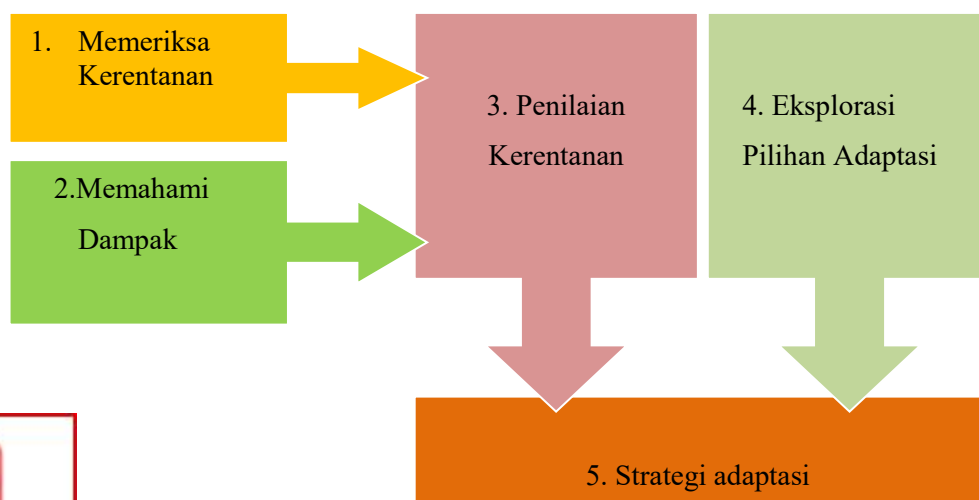 1. Memeriksa
Kerentanan
2.Memahami
Dampak
3. Penilaian
Kerentanan
4. Eksplorasi
Pilihan Adaptasi
5. Strategi adaptasi